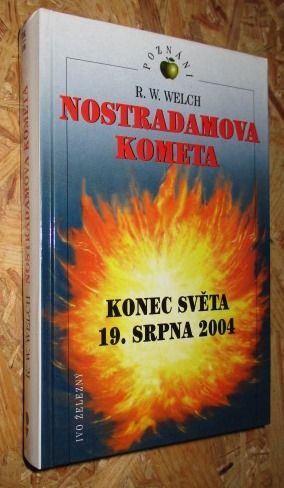 POZNÁNÍ
R. W. WELCH
NOSTRADAMOVA
KOMETA
KONEC SVĚTA
19. SRPNA 2004
IVO ŽELEZNÝ
R. W. WELCH NOSTRADAMOVA KOMETA